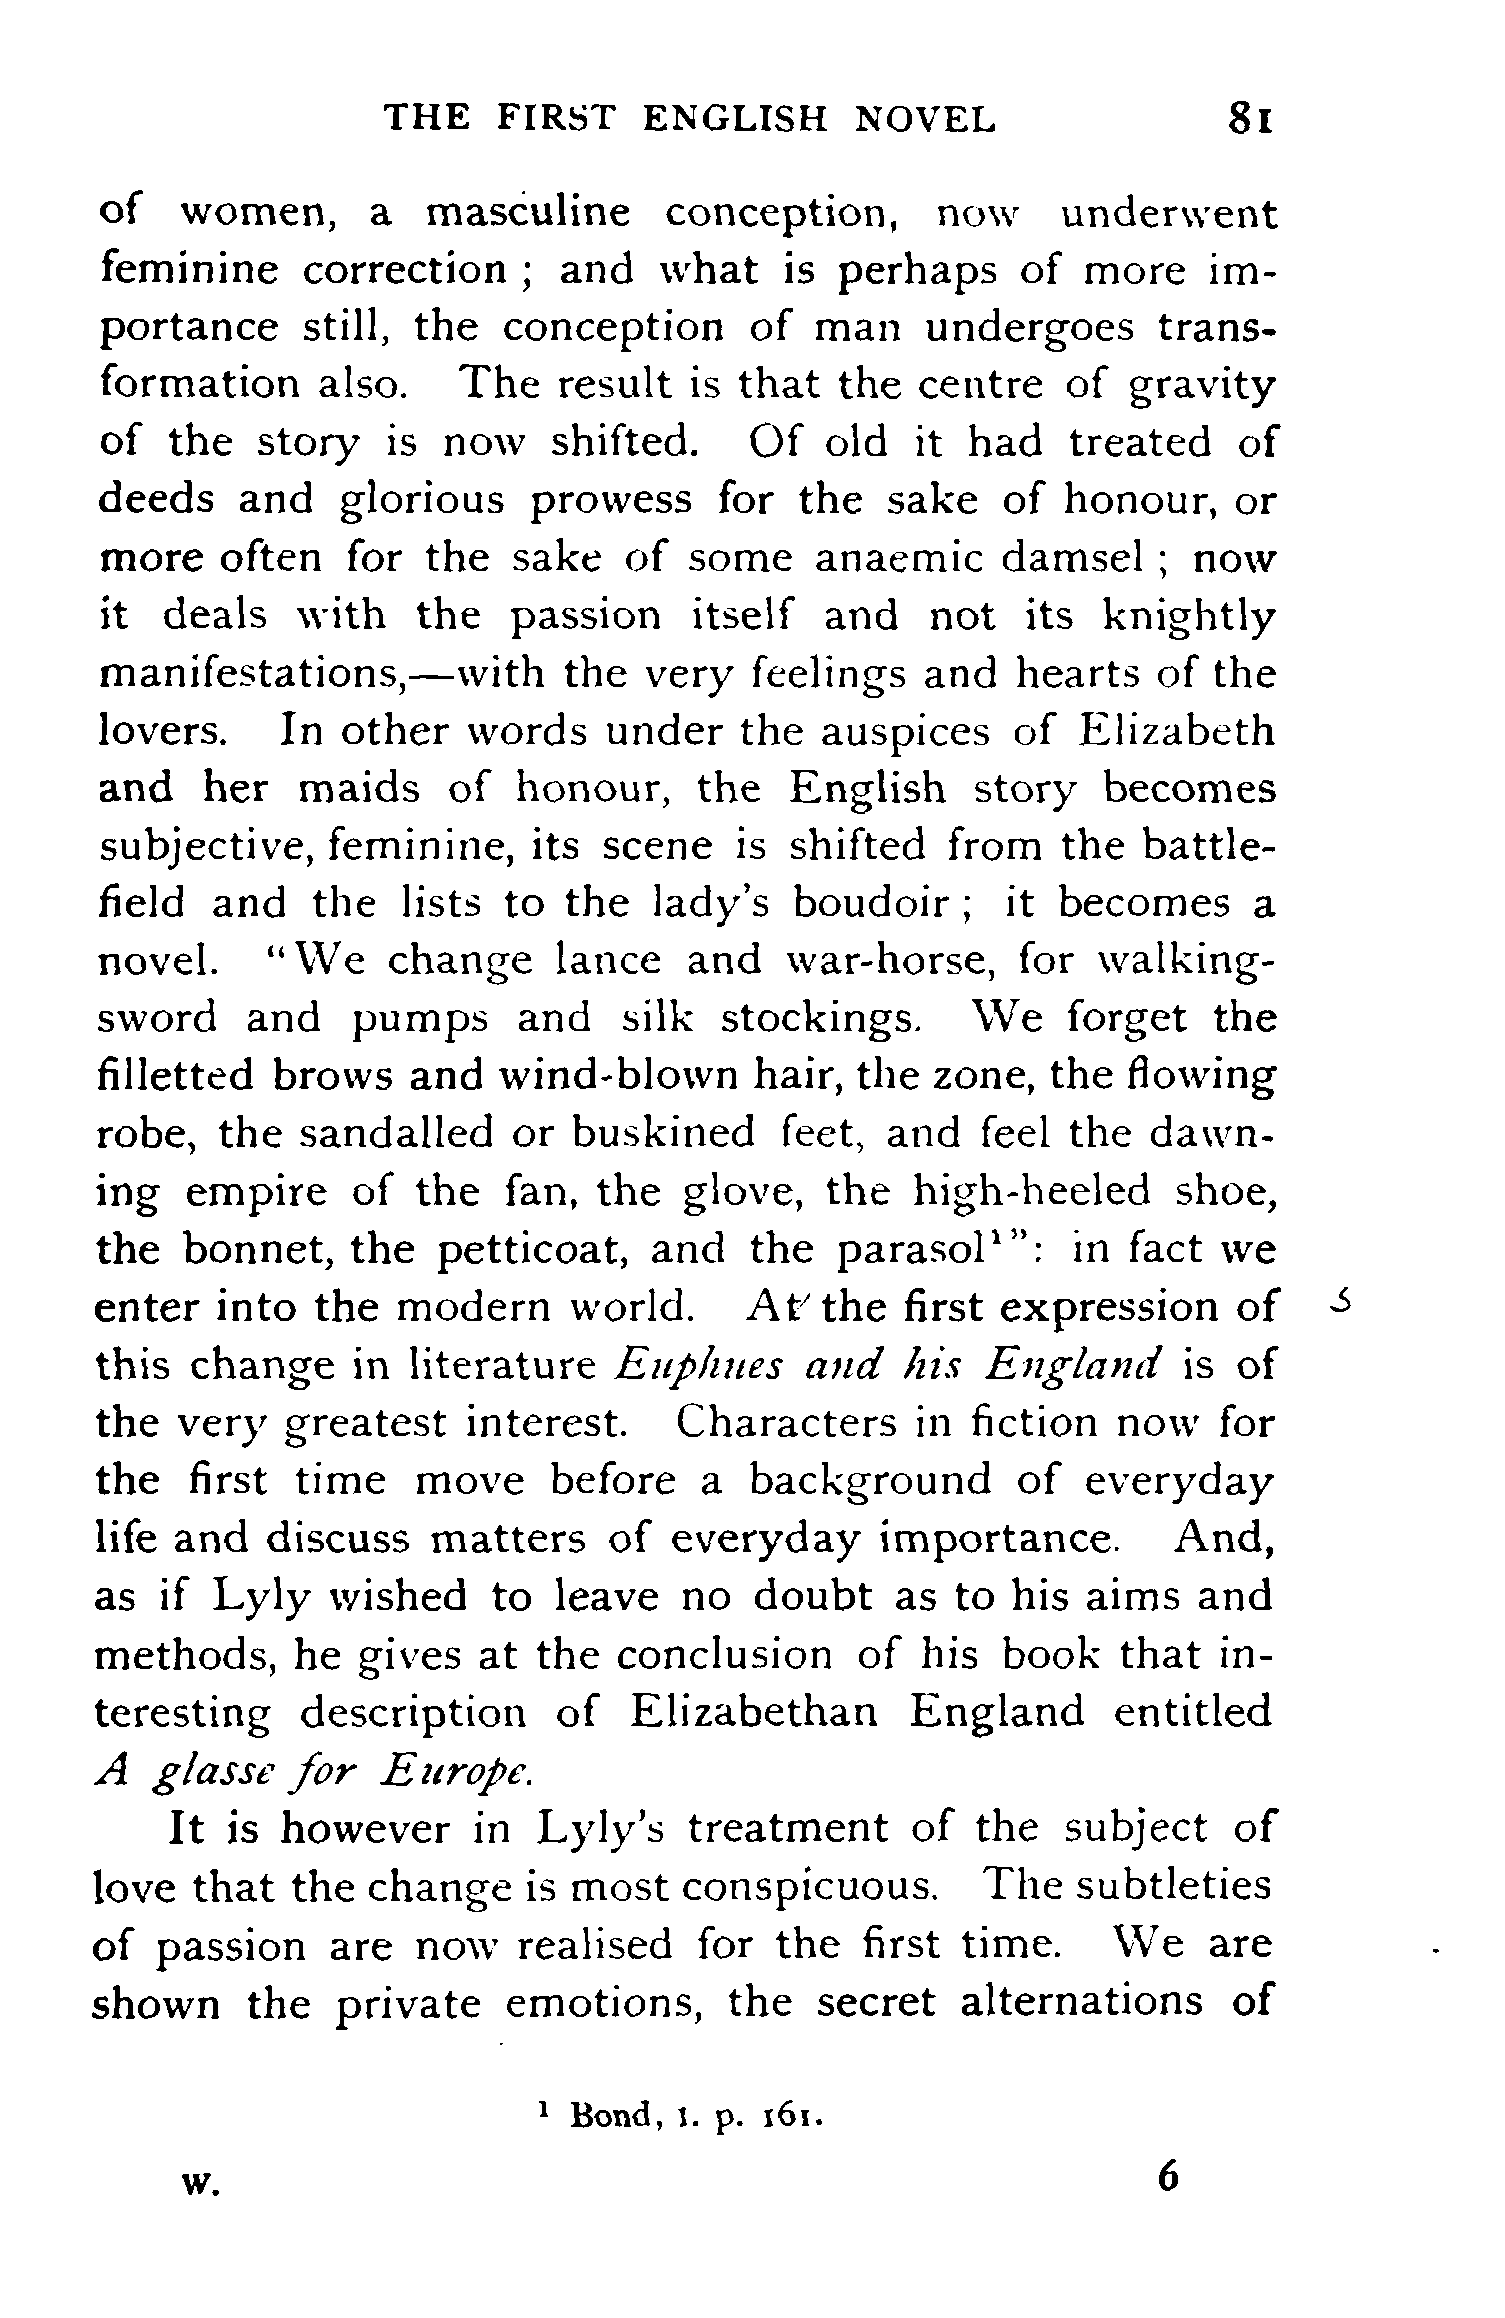 THE FIRST ENGLISH NOVEL 81
of women, a masculine conception, now underwent
feminine correction ; and what is perhaps of more im-
portance still, the conception of man undergoes trans-
formation also. The result is that the centre of gravity
of the story is now shifted. Of old it had treated of
deeds and glorious prowess for the sake of honour, or
more often for the sake of some anaemic damsel ; now
it deals with the passion itself and not its knightly
manifestations,—with the very feelings and hearts of the
lovers. In other words under the auspices of Elizabeth
and her maids of honour, the English story becomes
subjective, feminine, its scene is shifted from the battle-
field and the lists to the lady's boudoir ; it becomes a
novel. “We change lance and war-horse, for walking-
sword and pumps and silk stockings. We forget the
filletted brows and wind-blown hair, the zone, the flowing
robe, the sandalled or buskined feet, and feel the dawn-
ing empire of the fan, the glove, the high-heeled shoe,
the bonnet, the petticoat, and the parasol¹”: in fact we
enter into the modern world. At the first expression of s
this change in literature Euphues and his England is of
the very greatest interest. Characters in fiction now for
the first time move before a background of everyday
life and discuss matters of everyday importance. And,
as if Lyly wished to leave no doubt as to his aims and
methods, he gives at the conclusion of his book that in-
teresting description of Elizabethan England entitled
A glasse for Europe.
It is however in Lyly's treatment of the subject of
love that the change is most conspicuous. The subtleties
of passion are now realised for the first time. We are
shown the private emotions, the secret alternations of
¹ Bond, I. p. 161.
W. 6